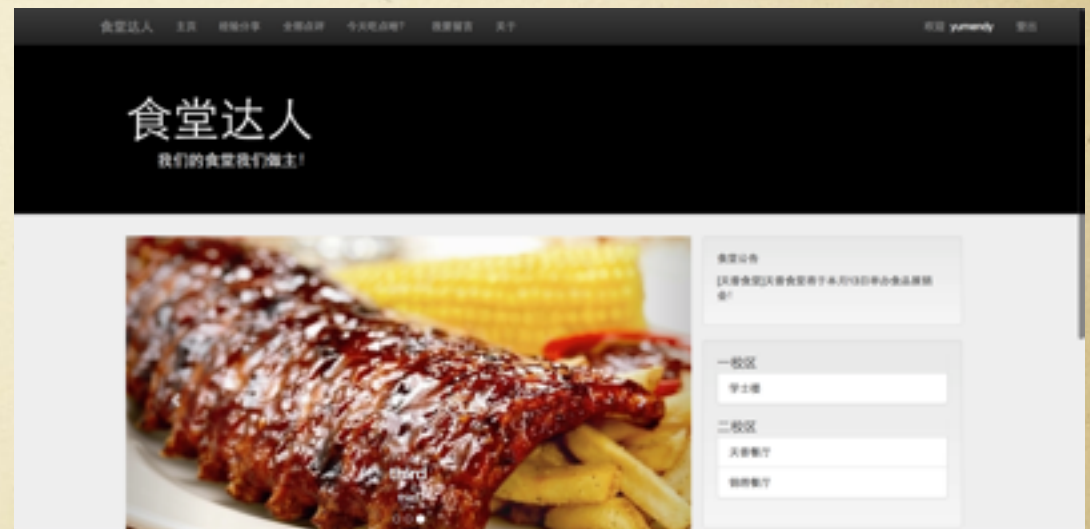 食堂达人 主页 经验分享 全部点评 今天吃点啥? 我要留言 关于 欢迎 yumendy 登出
食堂达人
我们的食堂我们做主!
食堂公告
[天香食堂]天香食堂将于本月13日举办食品展销
会!
一校区
学士楼
二校区
天香餐厅
锦绣餐厅
third